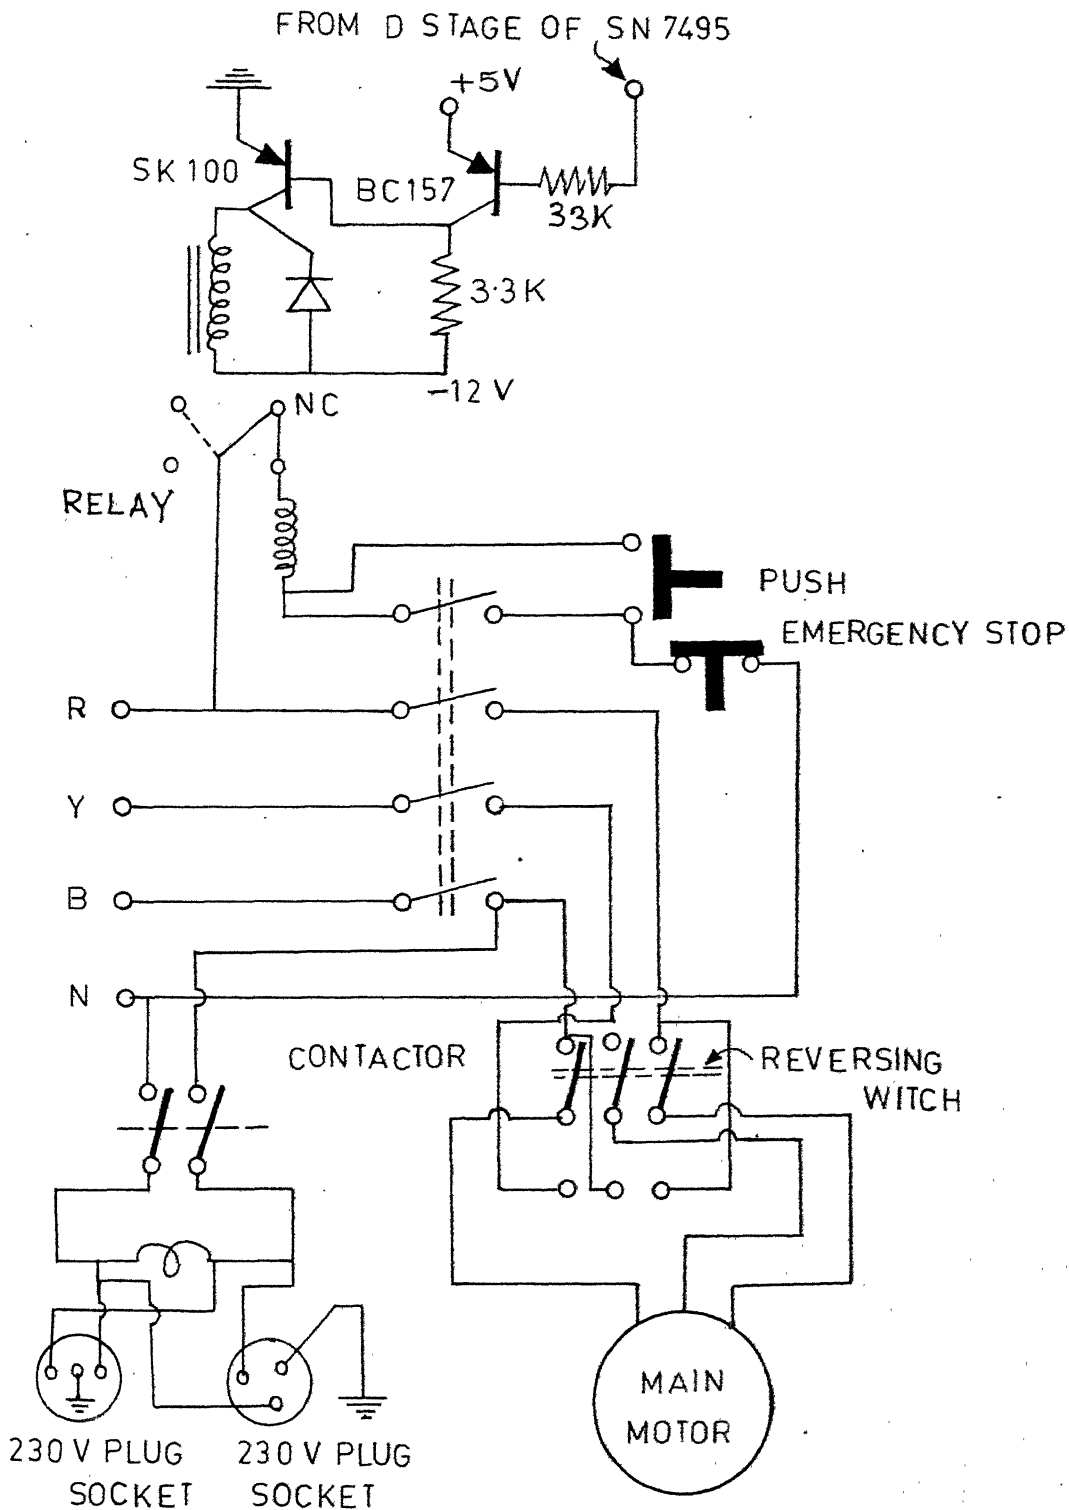 FROM D STAGE OF SN 7495
+5V
SK 100
BC157
33K
3.3K
-12 V
NC
RELAY
PUSH
EMERGENCY STOP
R
Y
B
N
CONTACTOR
REVERSING
WITCH
MAIN
MOTOR
230 V PLUG
SOCKET
230 V PLUG
SOCKET